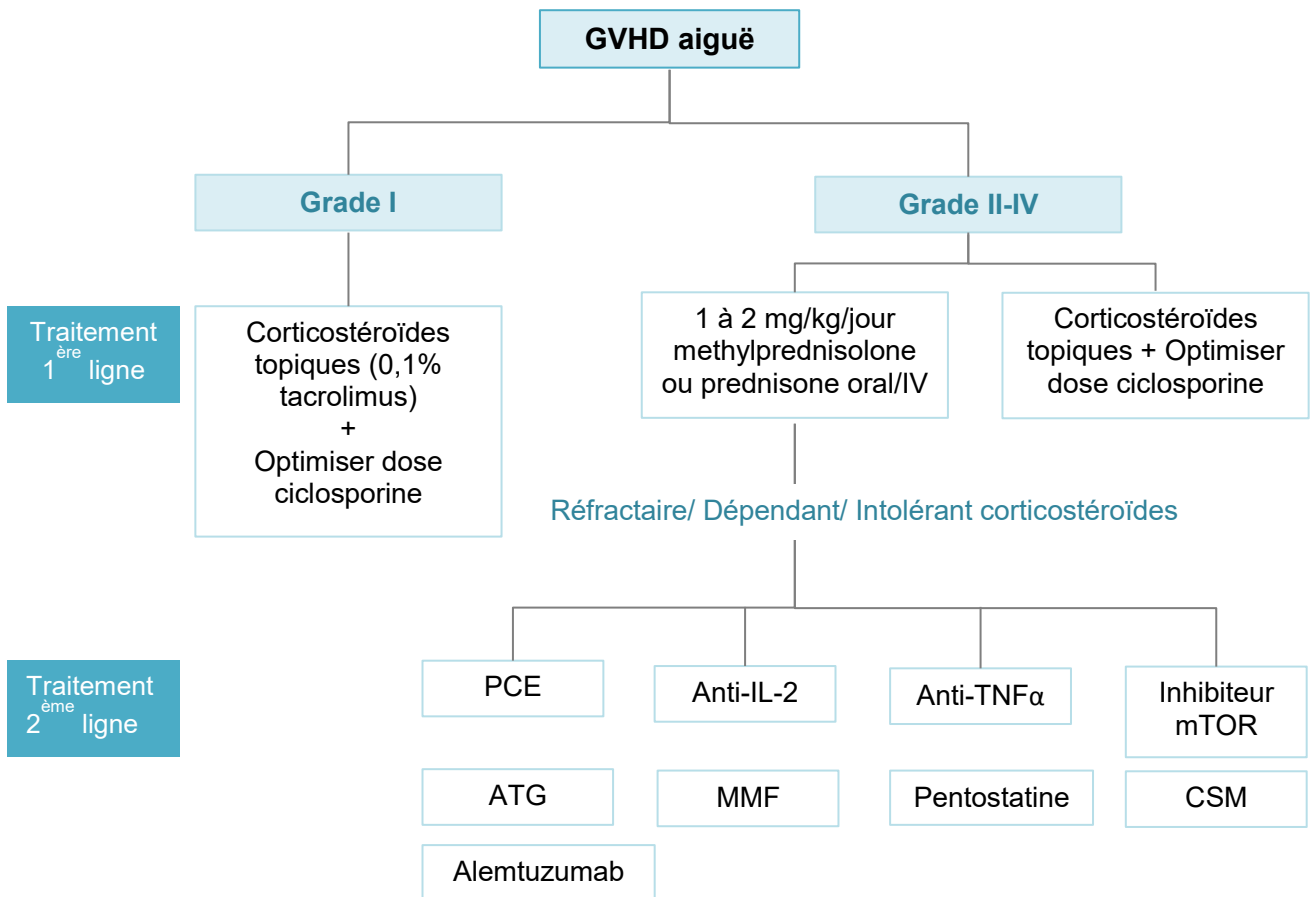 GVHD aiguë
Grade I
Grade II-IV
Traitement
1ère ligne
Corticostéroïdes
topiques (0,1%
tacrolimus)
+
Optimiser dose
ciclosporine
1 à 2 mg/kg/jour
methylprednisolone
ou prednisone oral/IV
Corticostéroïdes
topiques + Optimiser
dose ciclosporine
Réfractaire/ Dépendant/ Intolérant corticostéroïdes
Traitement
2ème ligne
PCE
Anti-IL-2
Anti-TNFα
Inhibiteur
mTOR
ATG
MMF
Pentostatine
CSM
Alemtuzumab